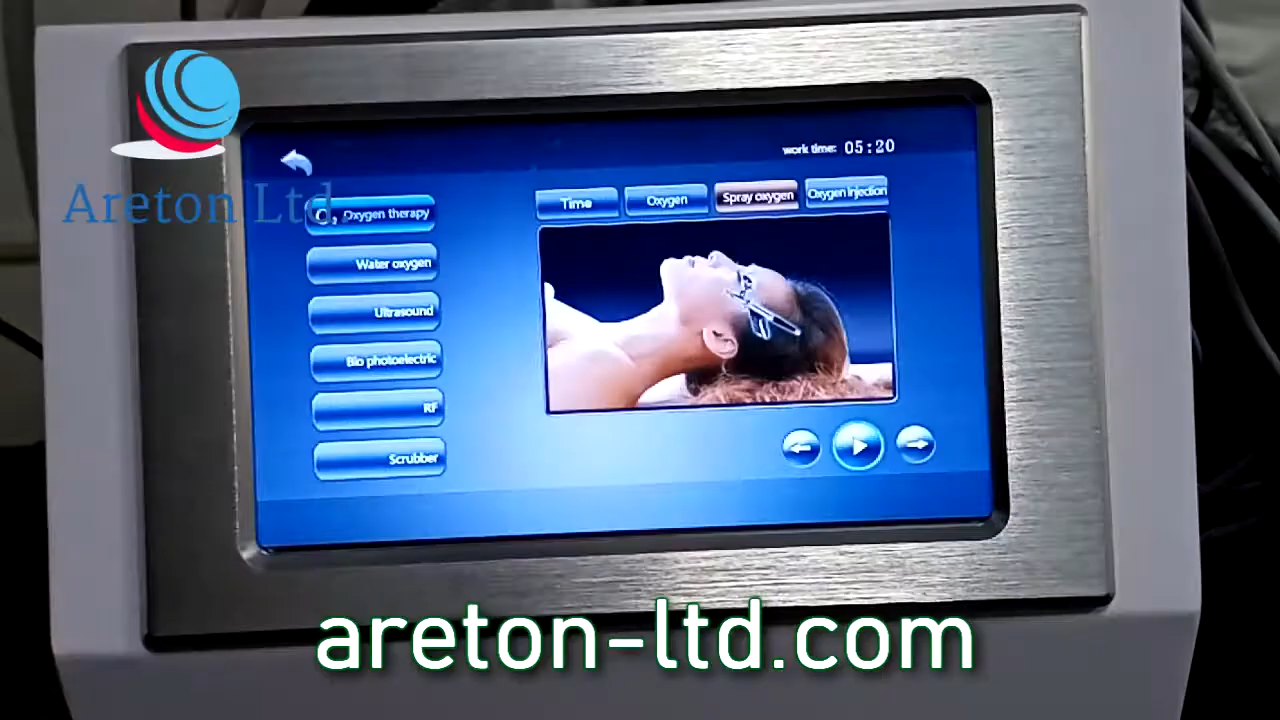 Areton Ltd.
work time: 05:20
Time
Oxygen
Spray oxygen
Oxygen Injection
Oxygen therapy
Water oxygen
Ultrasound
Bio photoelectric
RF
Scrubber
areton-ltd.com